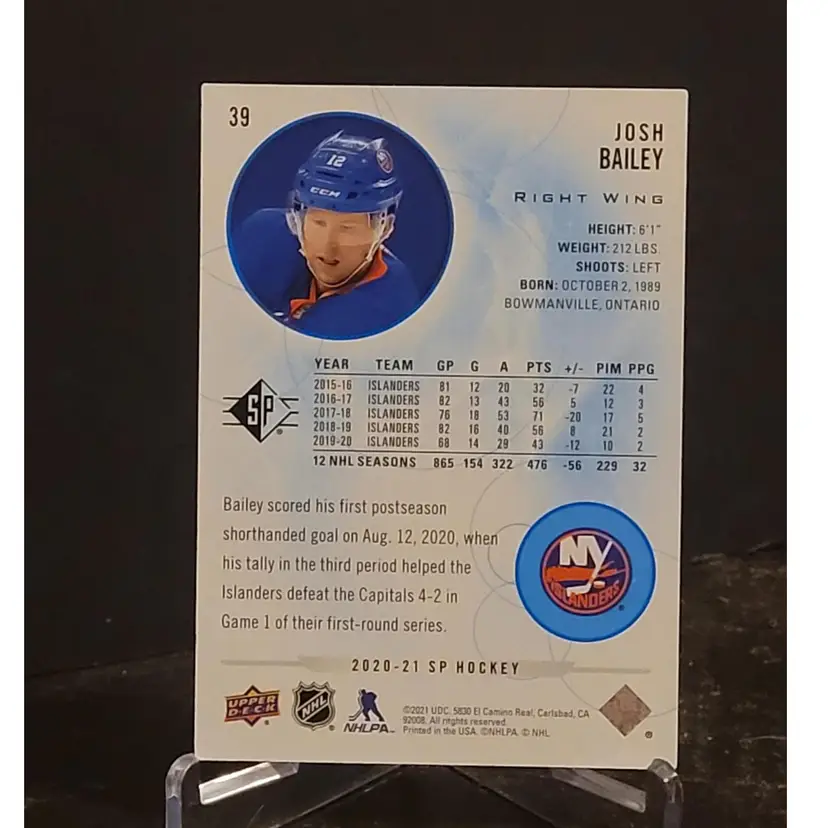 39
JOSH
BAILEY
RIGHT WING
12
CCM
HEIGHT: 6'1"
WEIGHT: 212 LBS.
SHOOTS: LEFT
BORN: OCTOBER 2, 1989
BOWMANVILLE, ONTARIO
YEAR TEAM GP G A PTS +/- PIM PPG
2015-16 ISLANDERS 81 12 20 32 -7 22 4
2016-17 ISLANDERS 82 13 43 56 5 12 3
2017-18 ISLANDERS 76 18 53 71 -20 17 5
2018-19 ISLANDERS 82 16 40 56 8 21 2
2019-20 ISLANDERS 68 14 29 43 -12 10 2
12 NHL SEASONS 865 154 322 476 -56 229 32
SP
Bailey scored his first postseason
shorthanded goal on Aug. 12, 2020, when
his tally in the third period helped the
Islanders defeat the Capitals 4-2 in
Game 1 of their first-round series.
NY
ISLANDERS
2020-21 SP HOCKEY
UPPER
DECK
NHL
NHLPA
©2021 UDC. 5830 El Camino Real, Carlsbad, CA
92008. All rights reserved.
Printed in the USA. ©NHLPA. © NHL